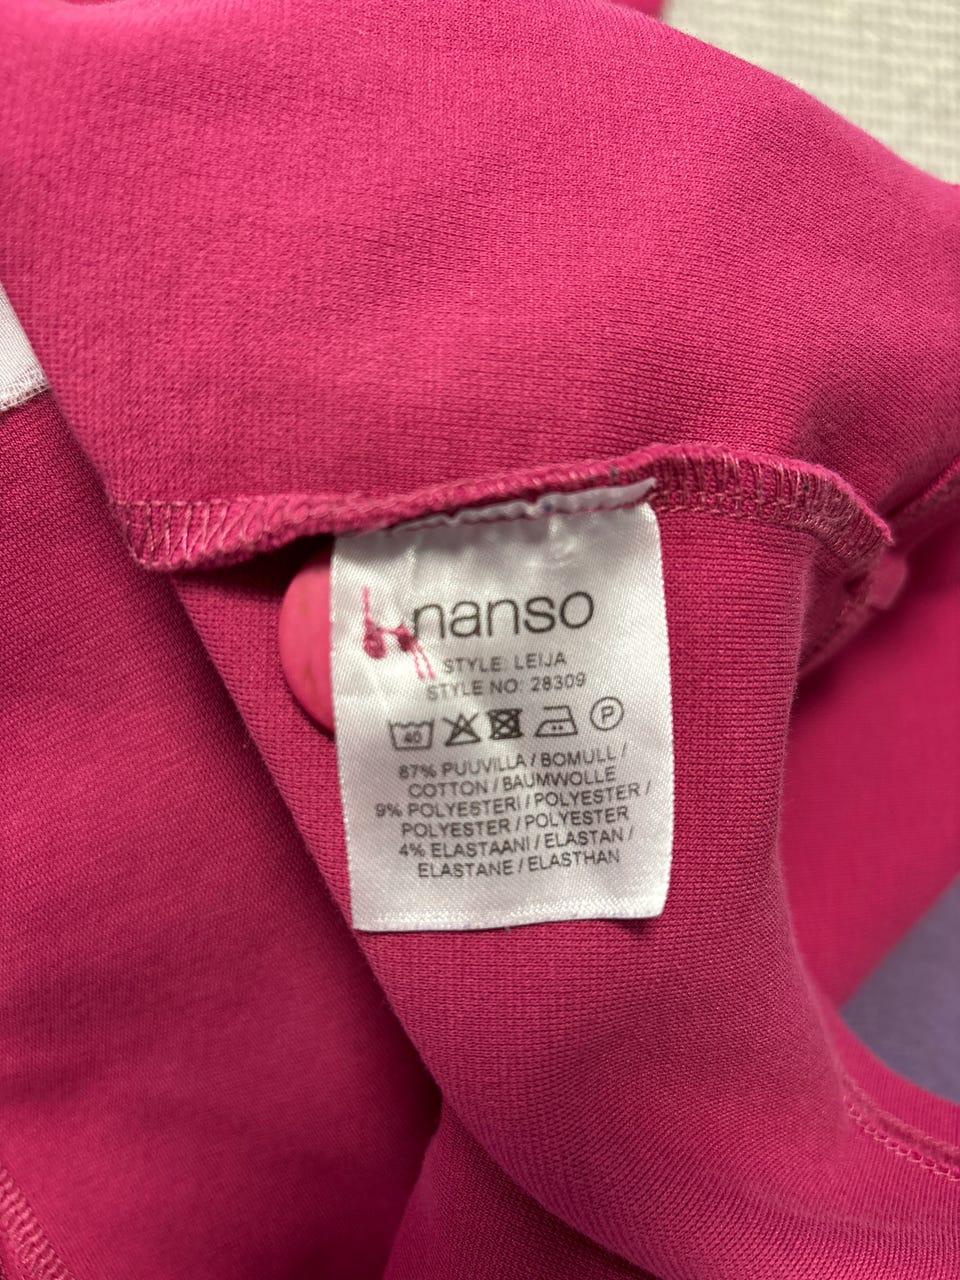 nanso
STYLE: LEIJA
STYLE NO: 28309
40 P
87% PUUVILLA / BOMULL /
COTTON / BAUMWOLLE
9% POLYESTERI / POLYESTER /
POLYESTER / POLYESTER
4% ELASTAANI / ELASTAN /
ELASTANE / ELASTHAN